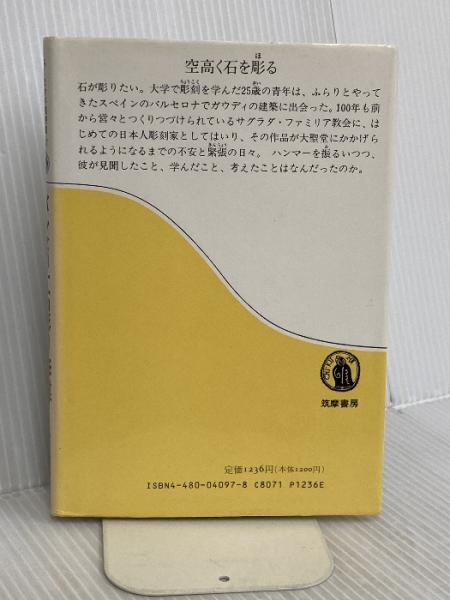 空高く石を彫る
石が彫りたい。大学で彫刻を学んだ25歳の青年は、ふらりとやって
きたスペインのバルセロナでガウディの建築に出会った。100年も前
から営々とつくりつづけられているサグラダ・ファミリア教会に、は
じめての日本人彫刻家としてはいり、その作品が大聖堂にかかげら
れるようになるまでの不安と緊張の日々。 ハンマーを振るいつつ、
彼が見聞したこと、学んだこと、考えたことはなんだったのか。
筑摩書房
定価1236円(本体1200円)
ISBN4-480-04097-8 C8071 P1236E